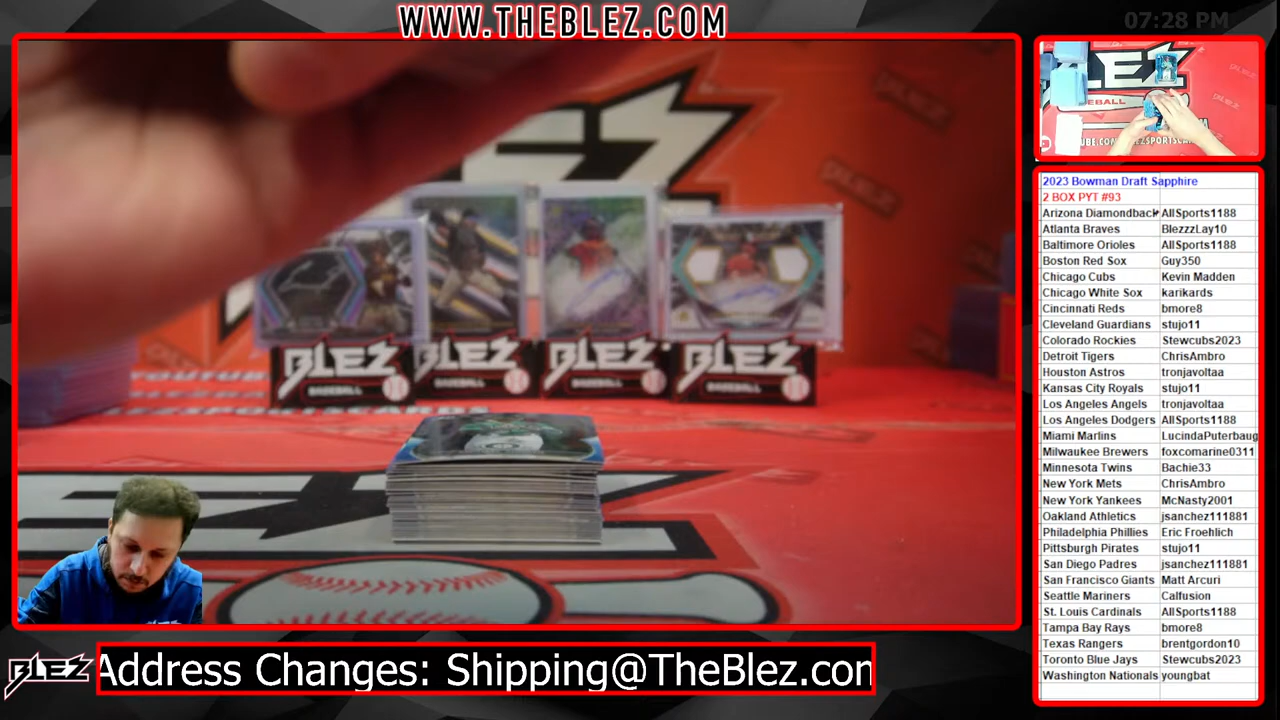 WWW.THEBLEZ.COM
07:28 PM
2023 Bowman Draft Sapphire
2 BOX PYT #93
Arizona Diamondback AllSports1188
Atlanta Braves BlezzzLay10
Baltimore Orioles AllSports1188
Boston Red Sox Guy350
Chicago Cubs Kevin Madden
Chicago White Sox karikards
Cincinnati Reds bmore8
Cleveland Guardians stujo11
Colorado Rockies Stewcubs2023
Detroit Tigers ChrisAmbro
Houston Astros tronjavoltaa
Kansas City Royals stujo11
Los Angeles Angels tronjavoltaa
Los Angeles Dodgers AllSports1188
Miami Marlins LucindaPuterbaug
Milwaukee Brewers foxcomarine0311
Minnesota Twins Bachie33
New York Mets ChrisAmbro
New York Yankees McNasty2001
Oakland Athletics jsanchez111881
Philadelphia Phillies Eric Froehlich
Pittsburgh Pirates stujo11
San Diego Padres jsanchez111881
San Francisco Giants Matt Arcuri
Seattle Mariners Calfusion
St. Louis Cardinals AllSports1188
Tampa Bay Rays bmore8
Texas Rangers brentgordon10
Toronto Blue Jays Stewcubs2023
Washington Nationals youngbat
BLEZ BLEZ BLEZ BLEZ
BASEBALL BASEBALL BASEBALL BASEBALL
BLEZ
Address Changes: Shipping@TheBlez.com